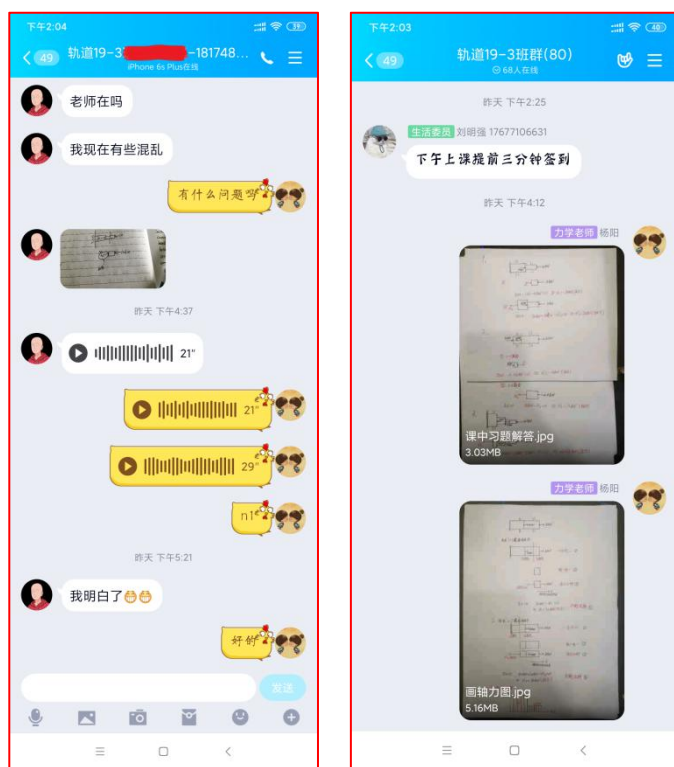 下午2:04
39
49
轨道19-3
-181748...
iPhone 6s Plus在线
老师在吗
我现在有些混乱
有什么问题呀
昨天 下午4:37
21"
21"
29"
n1
昨天 下午5:21
我明白了
好的
发送
下午2:03
40
49
轨道19-3班群(80)
68人在线
昨天 下午2:25
生活委员 刘明强 17677106631
下午上课提前三分钟签到
昨天 下午4:12
力学老师 杨阳
课中习题解答.jpg
3.03MB
力学老师 杨阳
画轴力图.jpg
5.16MB